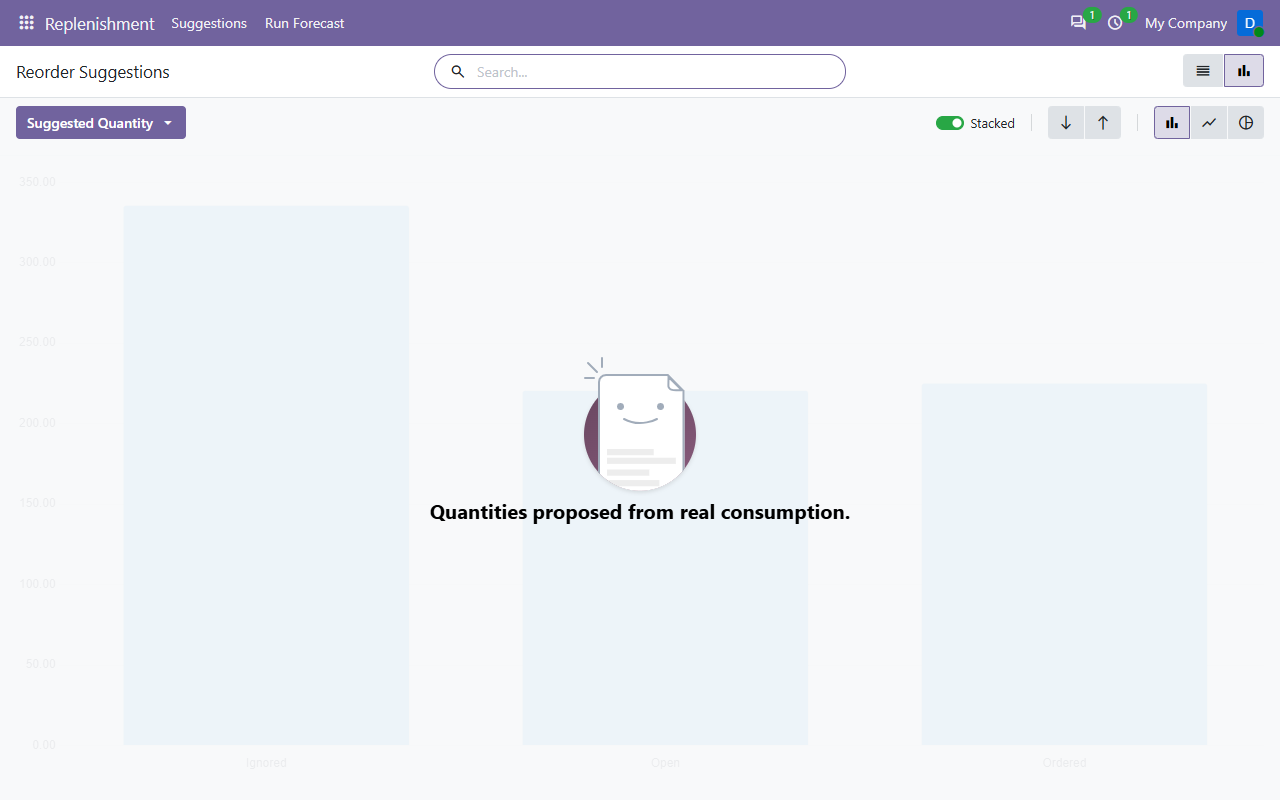 Replenishment Suggestions Run Forecast 1 1 My Company D
Reorder Suggestions Search...
Suggested Quantity Stacked
350.00
300.00
250.00
200.00
150.00
100.00
50.00
0.00
Quantities proposed from real consumption.
Ignored Open Ordered